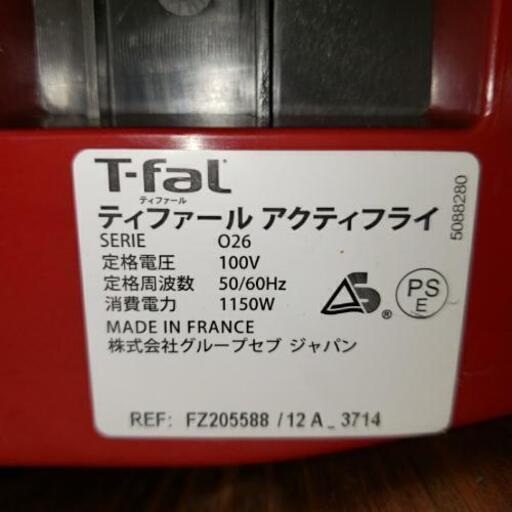 T-fal
ティファール
ティファール アクティフライ
SERIE O26
定格電圧 100V
定格周波数 50/60Hz
消費電力 1150W
MADE IN FRANCE
株式会社グループセブ ジャパン
REF: FZ205588 / 12 A _ 3714
S ®
PS
E
5088280